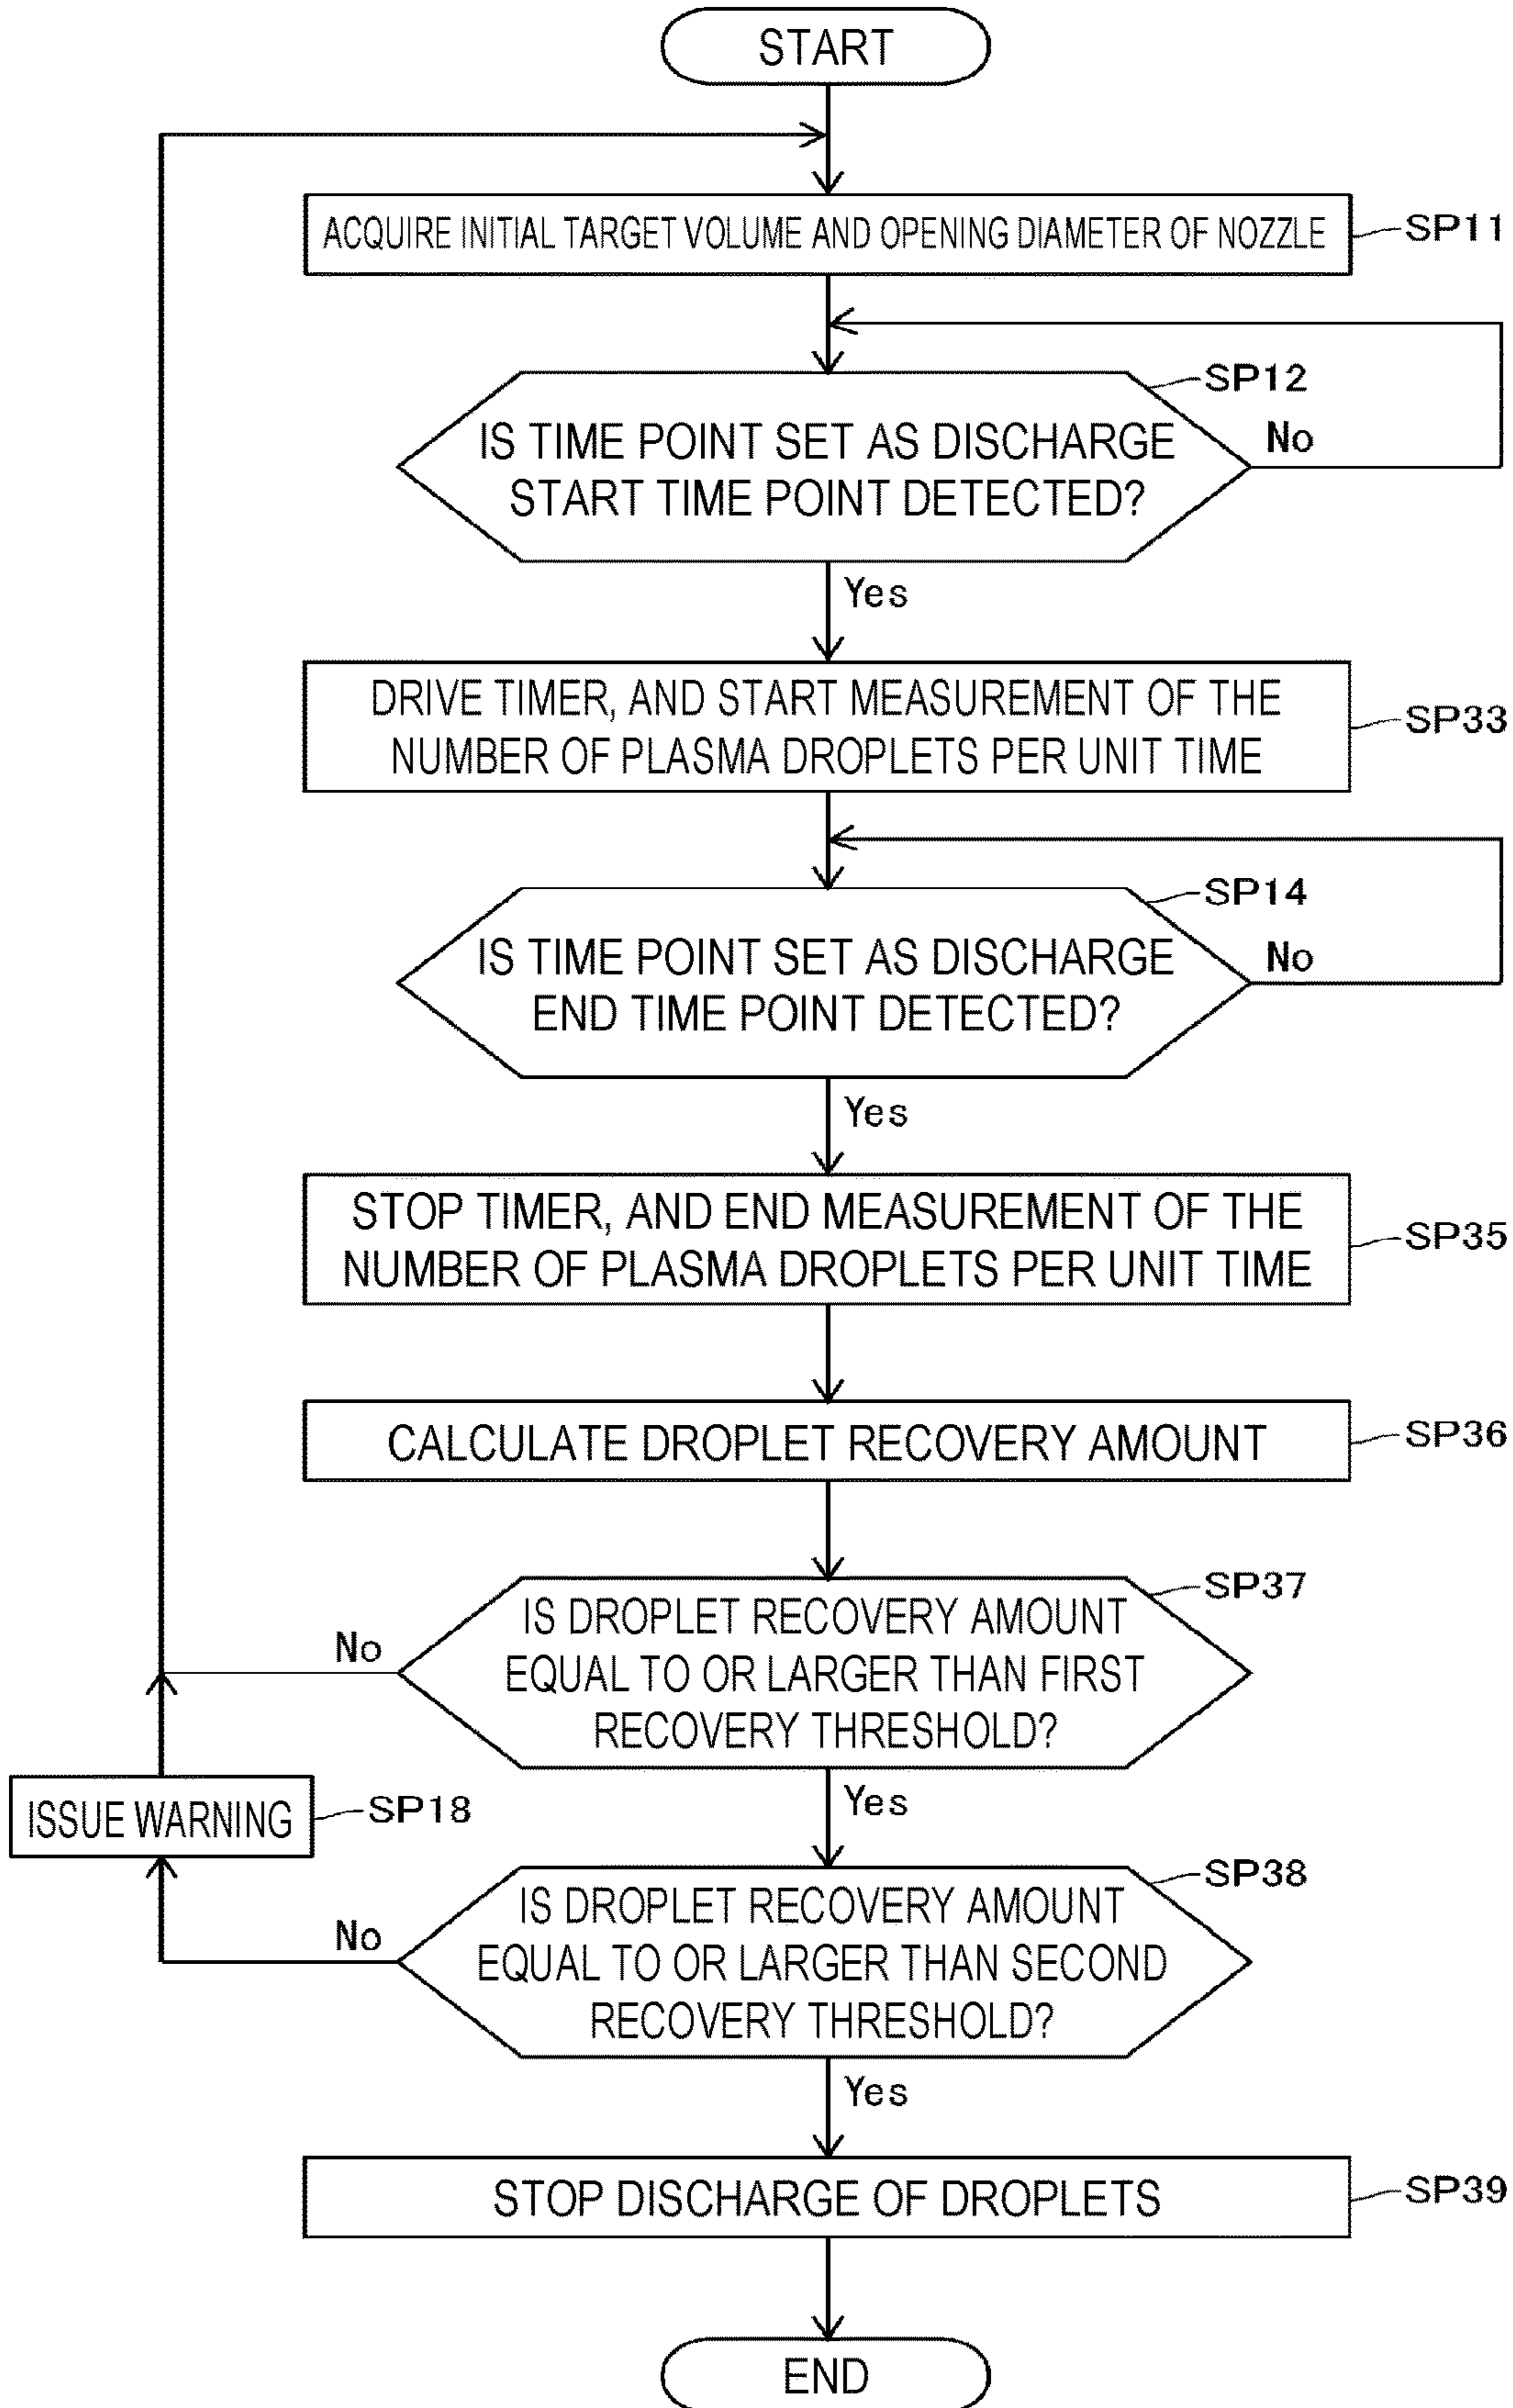 START
ACQUIRE INITIAL TARGET VOLUME AND OPENING DIAMETER OF NOZZLE
SP11
SP12
IS TIME POINT SET AS DISCHARGE
START TIME POINT DETECTED?
No
Yes
DRIVE TIMER, AND START MEASUREMENT OF THE
NUMBER OF PLASMA DROPLETS PER UNIT TIME
SP33
SP14
IS TIME POINT SET AS DISCHARGE
END TIME POINT DETECTED?
No
Yes
STOP TIMER, AND END MEASUREMENT OF THE
NUMBER OF PLASMA DROPLETS PER UNIT TIME
SP35
CALCULATE DROPLET RECOVERY AMOUNT
SP36
SP37
IS DROPLET RECOVERY AMOUNT
EQUAL TO OR LARGER THAN FIRST
RECOVERY THRESHOLD?
No
Yes
ISSUE WARNING
SP18
SP38
IS DROPLET RECOVERY AMOUNT
EQUAL TO OR LARGER THAN SECOND
RECOVERY THRESHOLD?
No
Yes
STOP DISCHARGE OF DROPLETS
SP39
END